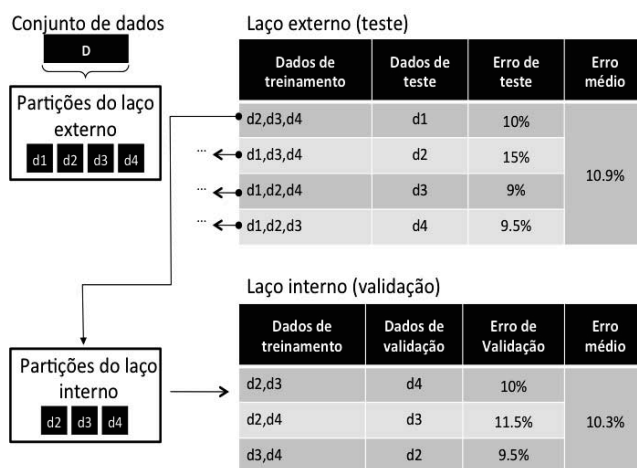 Conjunto de dados
D
Partições do laço
externo
d1 d2 d3 d4
Laço externo (teste)
Dados de treinamento Dados de teste Erro de teste Erro médio
d2,d3,d4 d1 10%
... d1,d3,d4 d2 15%
... d1,d2,d4 d3 9%
10.9%
... d1,d2,d3 d4 9.5%
Partições do laço
interno
d2 d3 d4
Laço interno (validação)
Dados de treinamento Dados de validação Erro de Validação Erro médio
d2,d3 d4 10%
d2,d4 d3 11.5% 10.3%
d3,d4 d2 9.5%